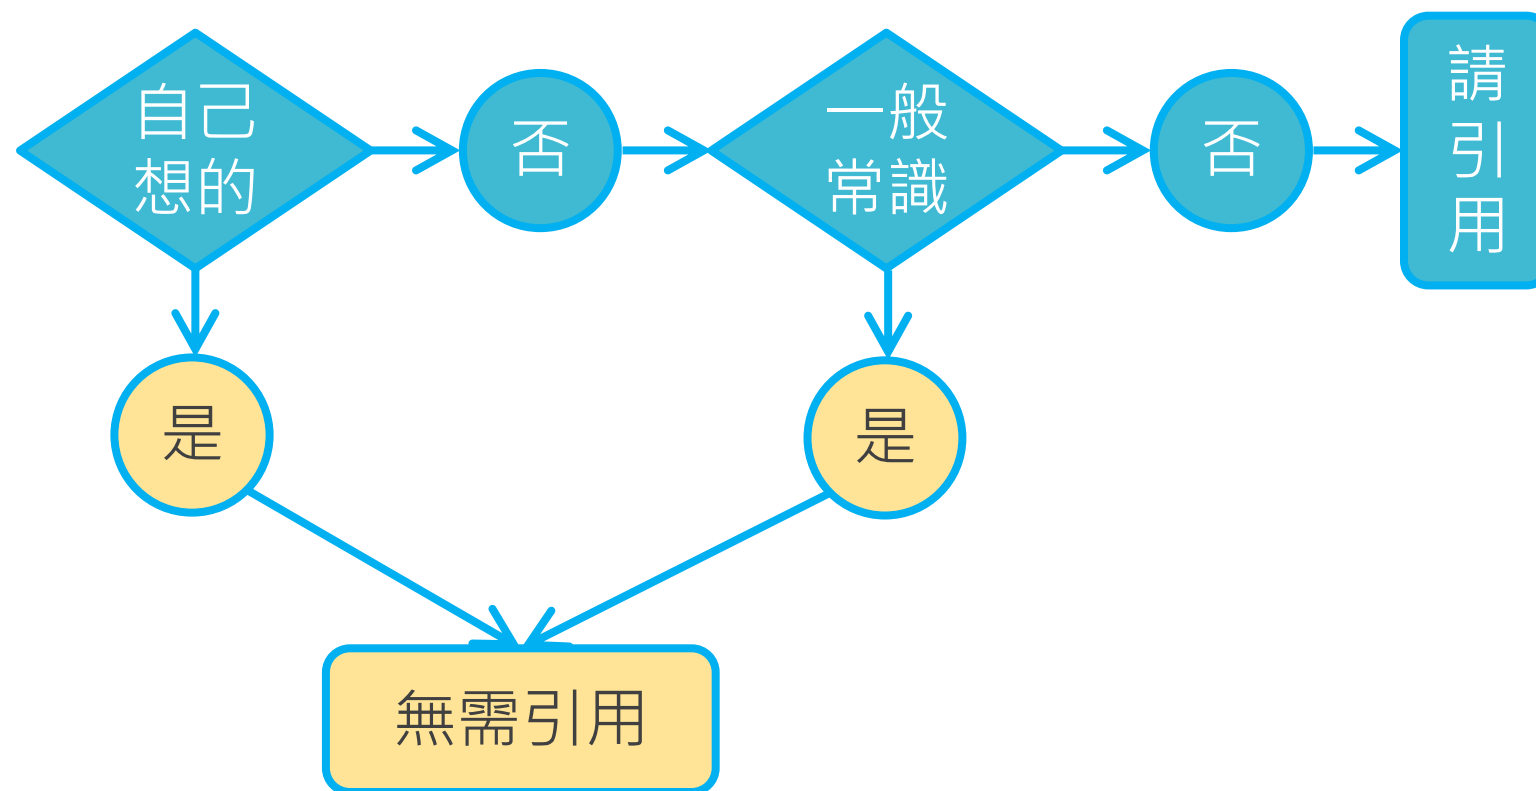 自己
想的
否
一般
常識
否
請
引
用
是
是
無需引用